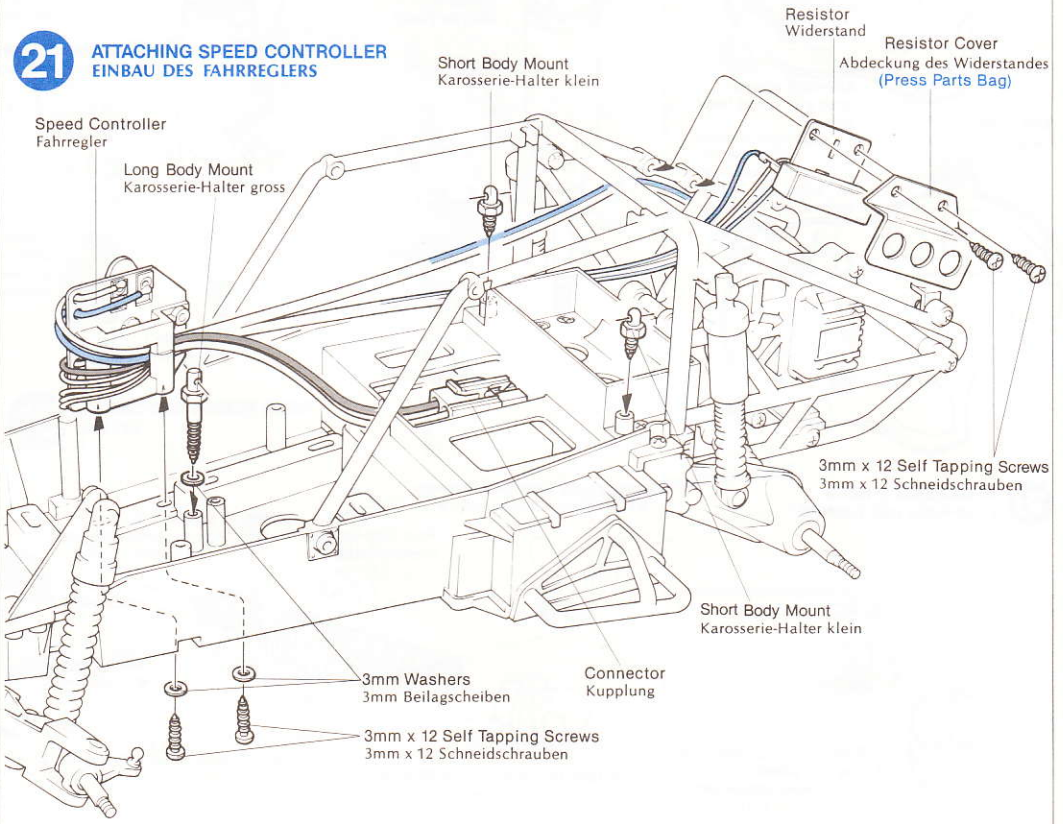 21
ATTACHING SPEED CONTROLLER
EINBAU DES FAHRREGLERS
Resistor
Widerstand
Resistor Cover
Abdeckung des Widerstandes
(Press Parts Bag)
Short Body Mount
Karosserie-Halter klein
Speed Controller
Fahrregler
Long Body Mount
Karosserie-Halter gross
3mm x 12 Self Tapping Screws
3mm x 12 Schneidschrauben
Short Body Mount
Karosserie-Halter klein
Connector
Kupplung
3mm Washers
3mm Beilagscheiben
3mm x 12 Self Tapping Screws
3mm x 12 Schneidschrauben